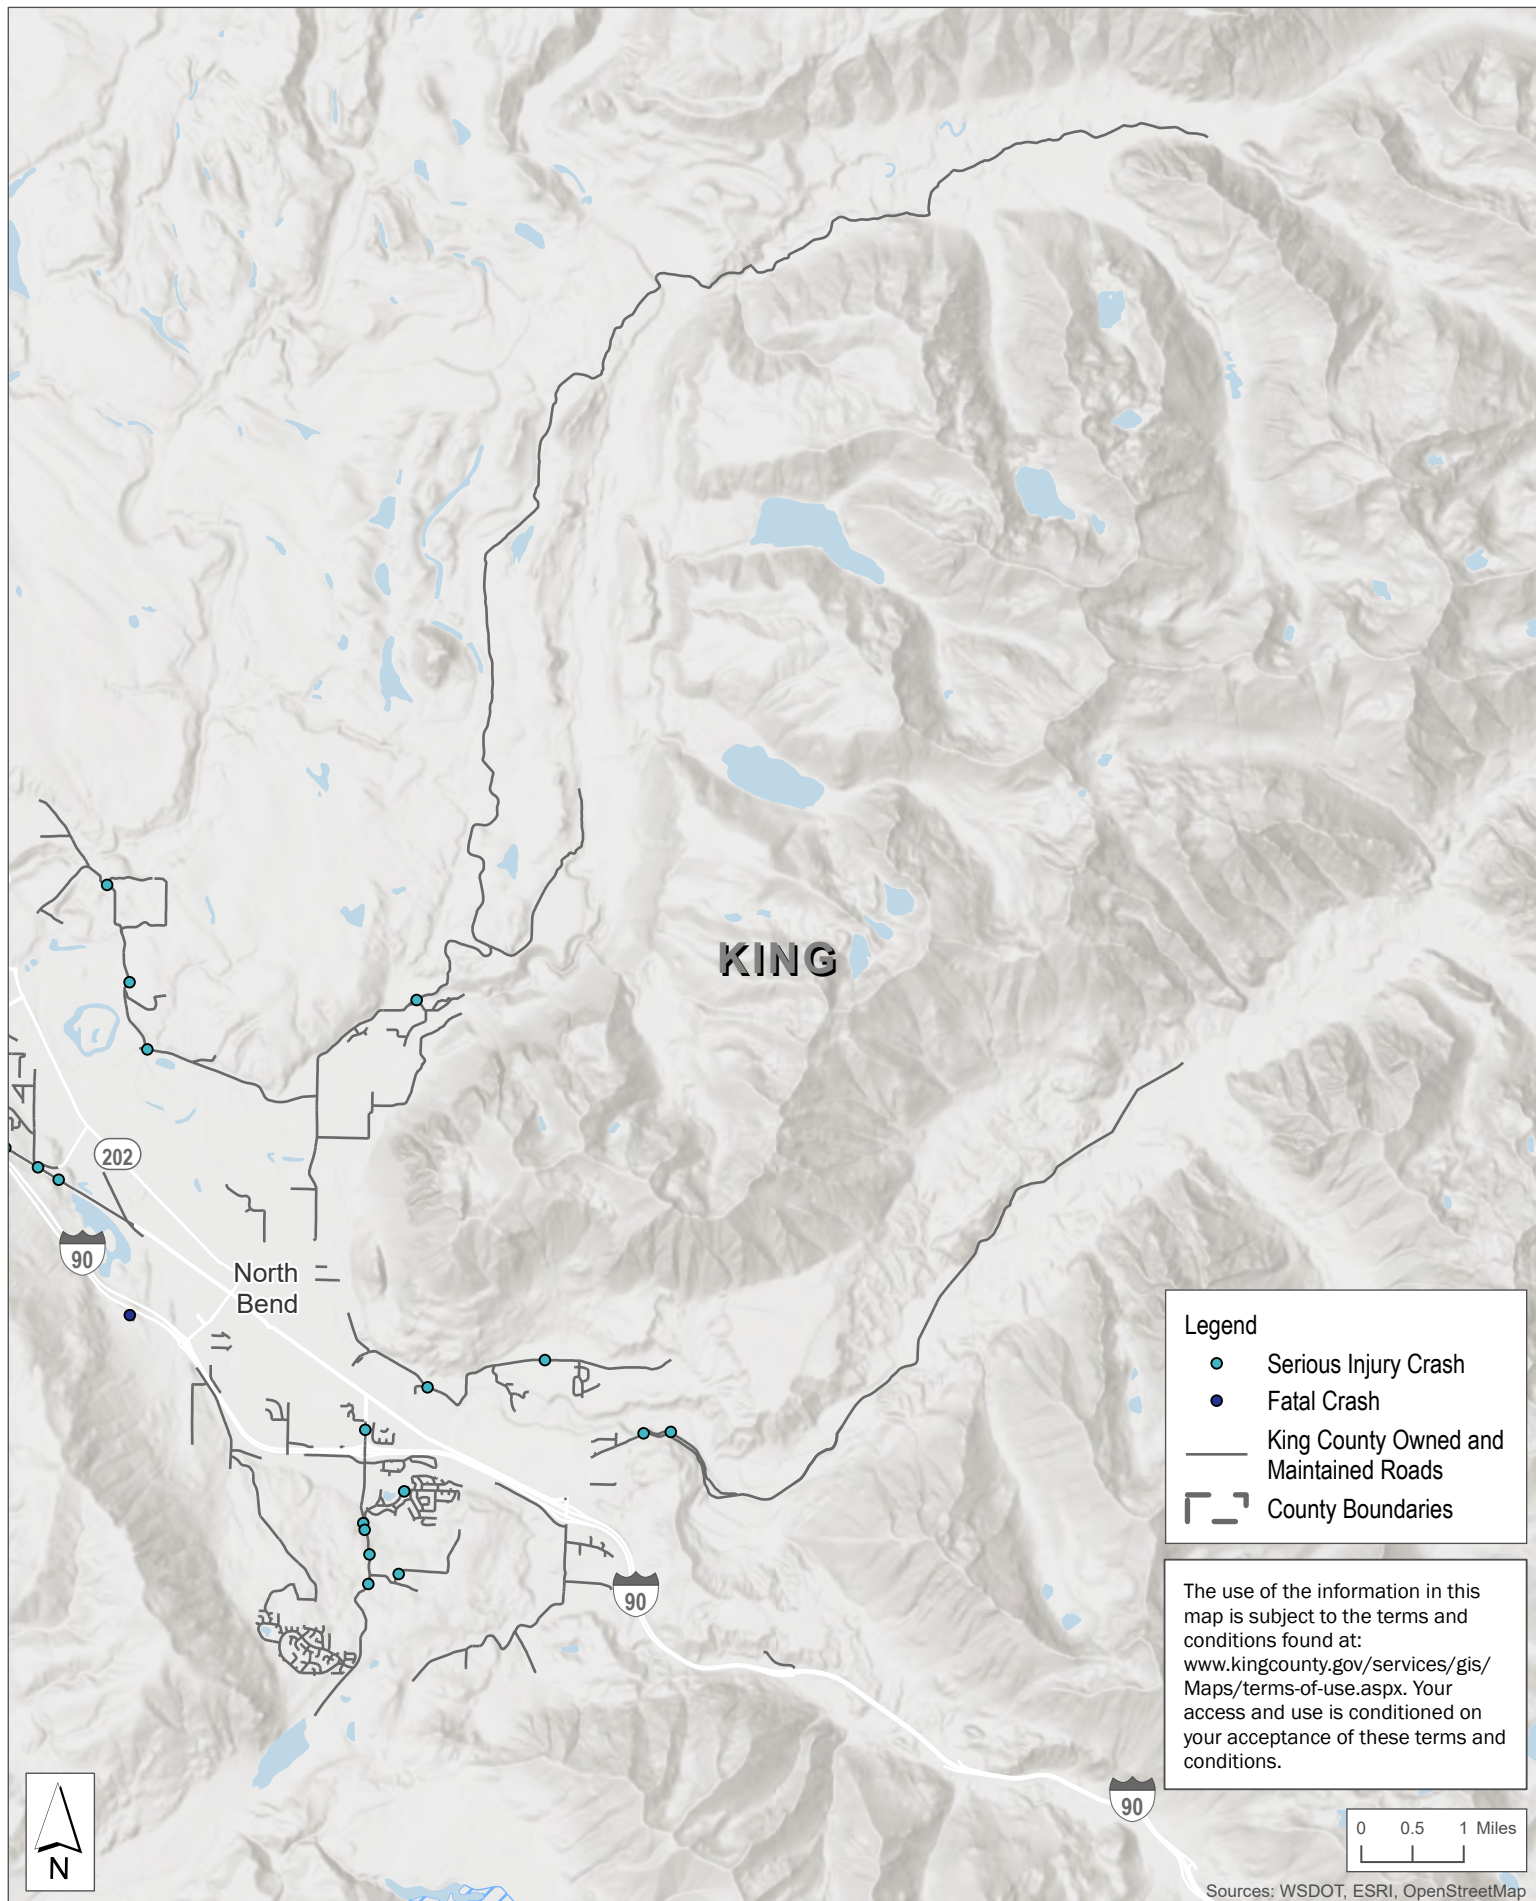 KING
202
90
North
Bend
Legend
Serious Injury Crash
Fatal Crash
King County Owned and
Maintained Roads
County Boundaries
90
The use of the information in this
map is subject to the terms and
conditions found at:
www.kingcounty.gov/services/gis/
Maps/terms-of-use.aspx. Your
access and use is conditioned on
your acceptance of these terms and
conditions.
90
N
0 0.5 1 Miles
Sources: WSDOT, ESRI, OpenStreetMap